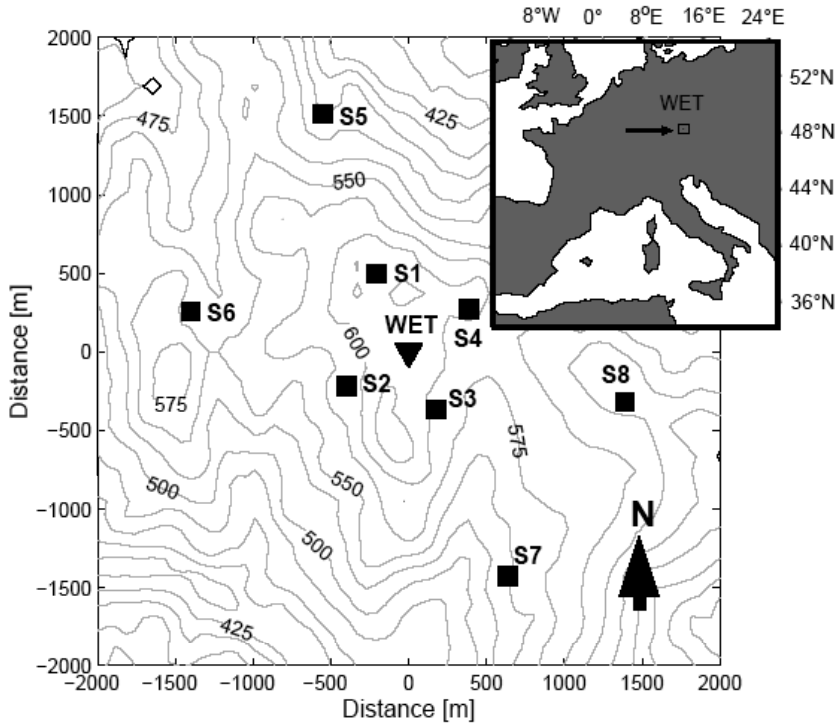 8°W 0° 8°E 16°E 24°E
2000
1500
1000
500
0
−500
−1000
−1500
−2000
Distance [m]
52°N
48°N
44°N
40°N
36°N
WET
475
S5
425
550
S1
S6
WET
S4
600
S8
S2
S3
575
575
500
550
N
500
S7
425
−2000 −1500 −1000 −500 0 500 1000 1500 2000
Distance [m]